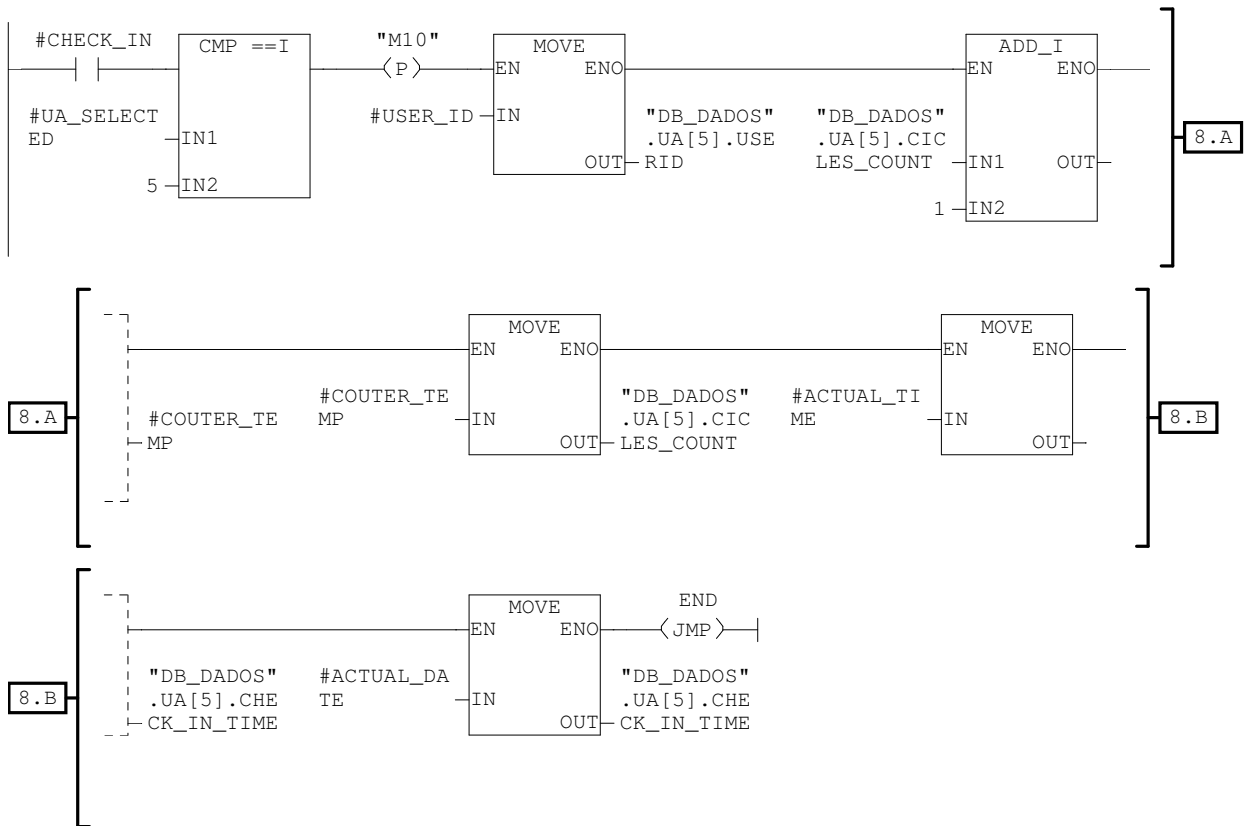 #CHECK_IN
CMP ==I
"M10"
MOVE
ADD_I
(P)
EN ENO
EN ENO
#UA_SELECT
ED
IN1
#USER_ID
IN
"DB_DADOS"
.UA[5].USE
RID
OUT
"DB_DADOS"
.UA[5].CIC
LES_COUNT
IN1
OUT
8.A
5
IN2
1
IN2
MOVE
MOVE
EN ENO
EN ENO
8.A
#COUTER_TE
MP
#COUTER_TE
MP
IN
OUT
"DB_DADOS"
.UA[5].CIC
LES_COUNT
#ACTUAL_TI
ME
IN
OUT
8.B
MOVE
END
EN ENO
(JMP)
8.B
"DB_DADOS"
.UA[5].CHE
CK_IN_TIME
#ACTUAL_DA
TE
IN
OUT
"DB_DADOS"
.UA[5].CHE
CK_IN_TIME